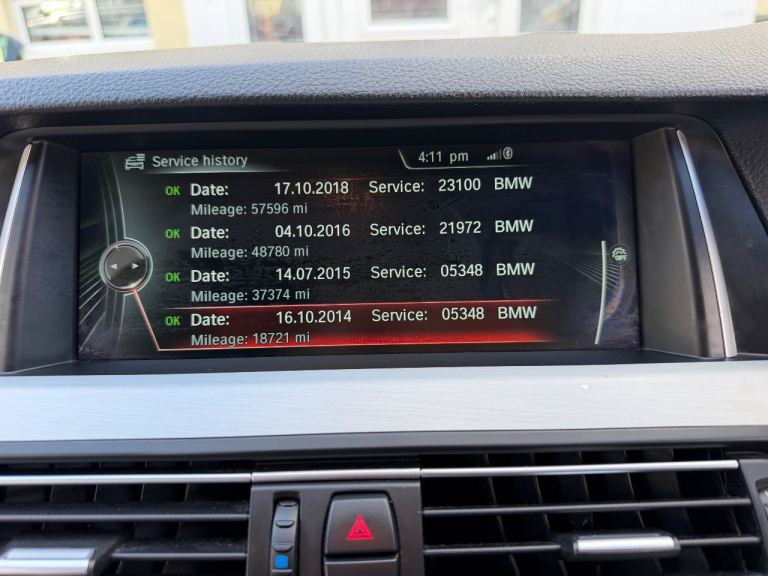 Service history 4:11 pm
OK Date: 17.10.2018 Service: 23100 BMW
Mileage: 57596 mi
OK Date: 04.10.2016 Service: 21972 BMW
Mileage: 48780 mi
OK Date: 14.07.2015 Service: 05348 BMW
Mileage: 37374 mi
OK Date: 16.10.2014 Service: 05348 BMW
Mileage: 18721 mi